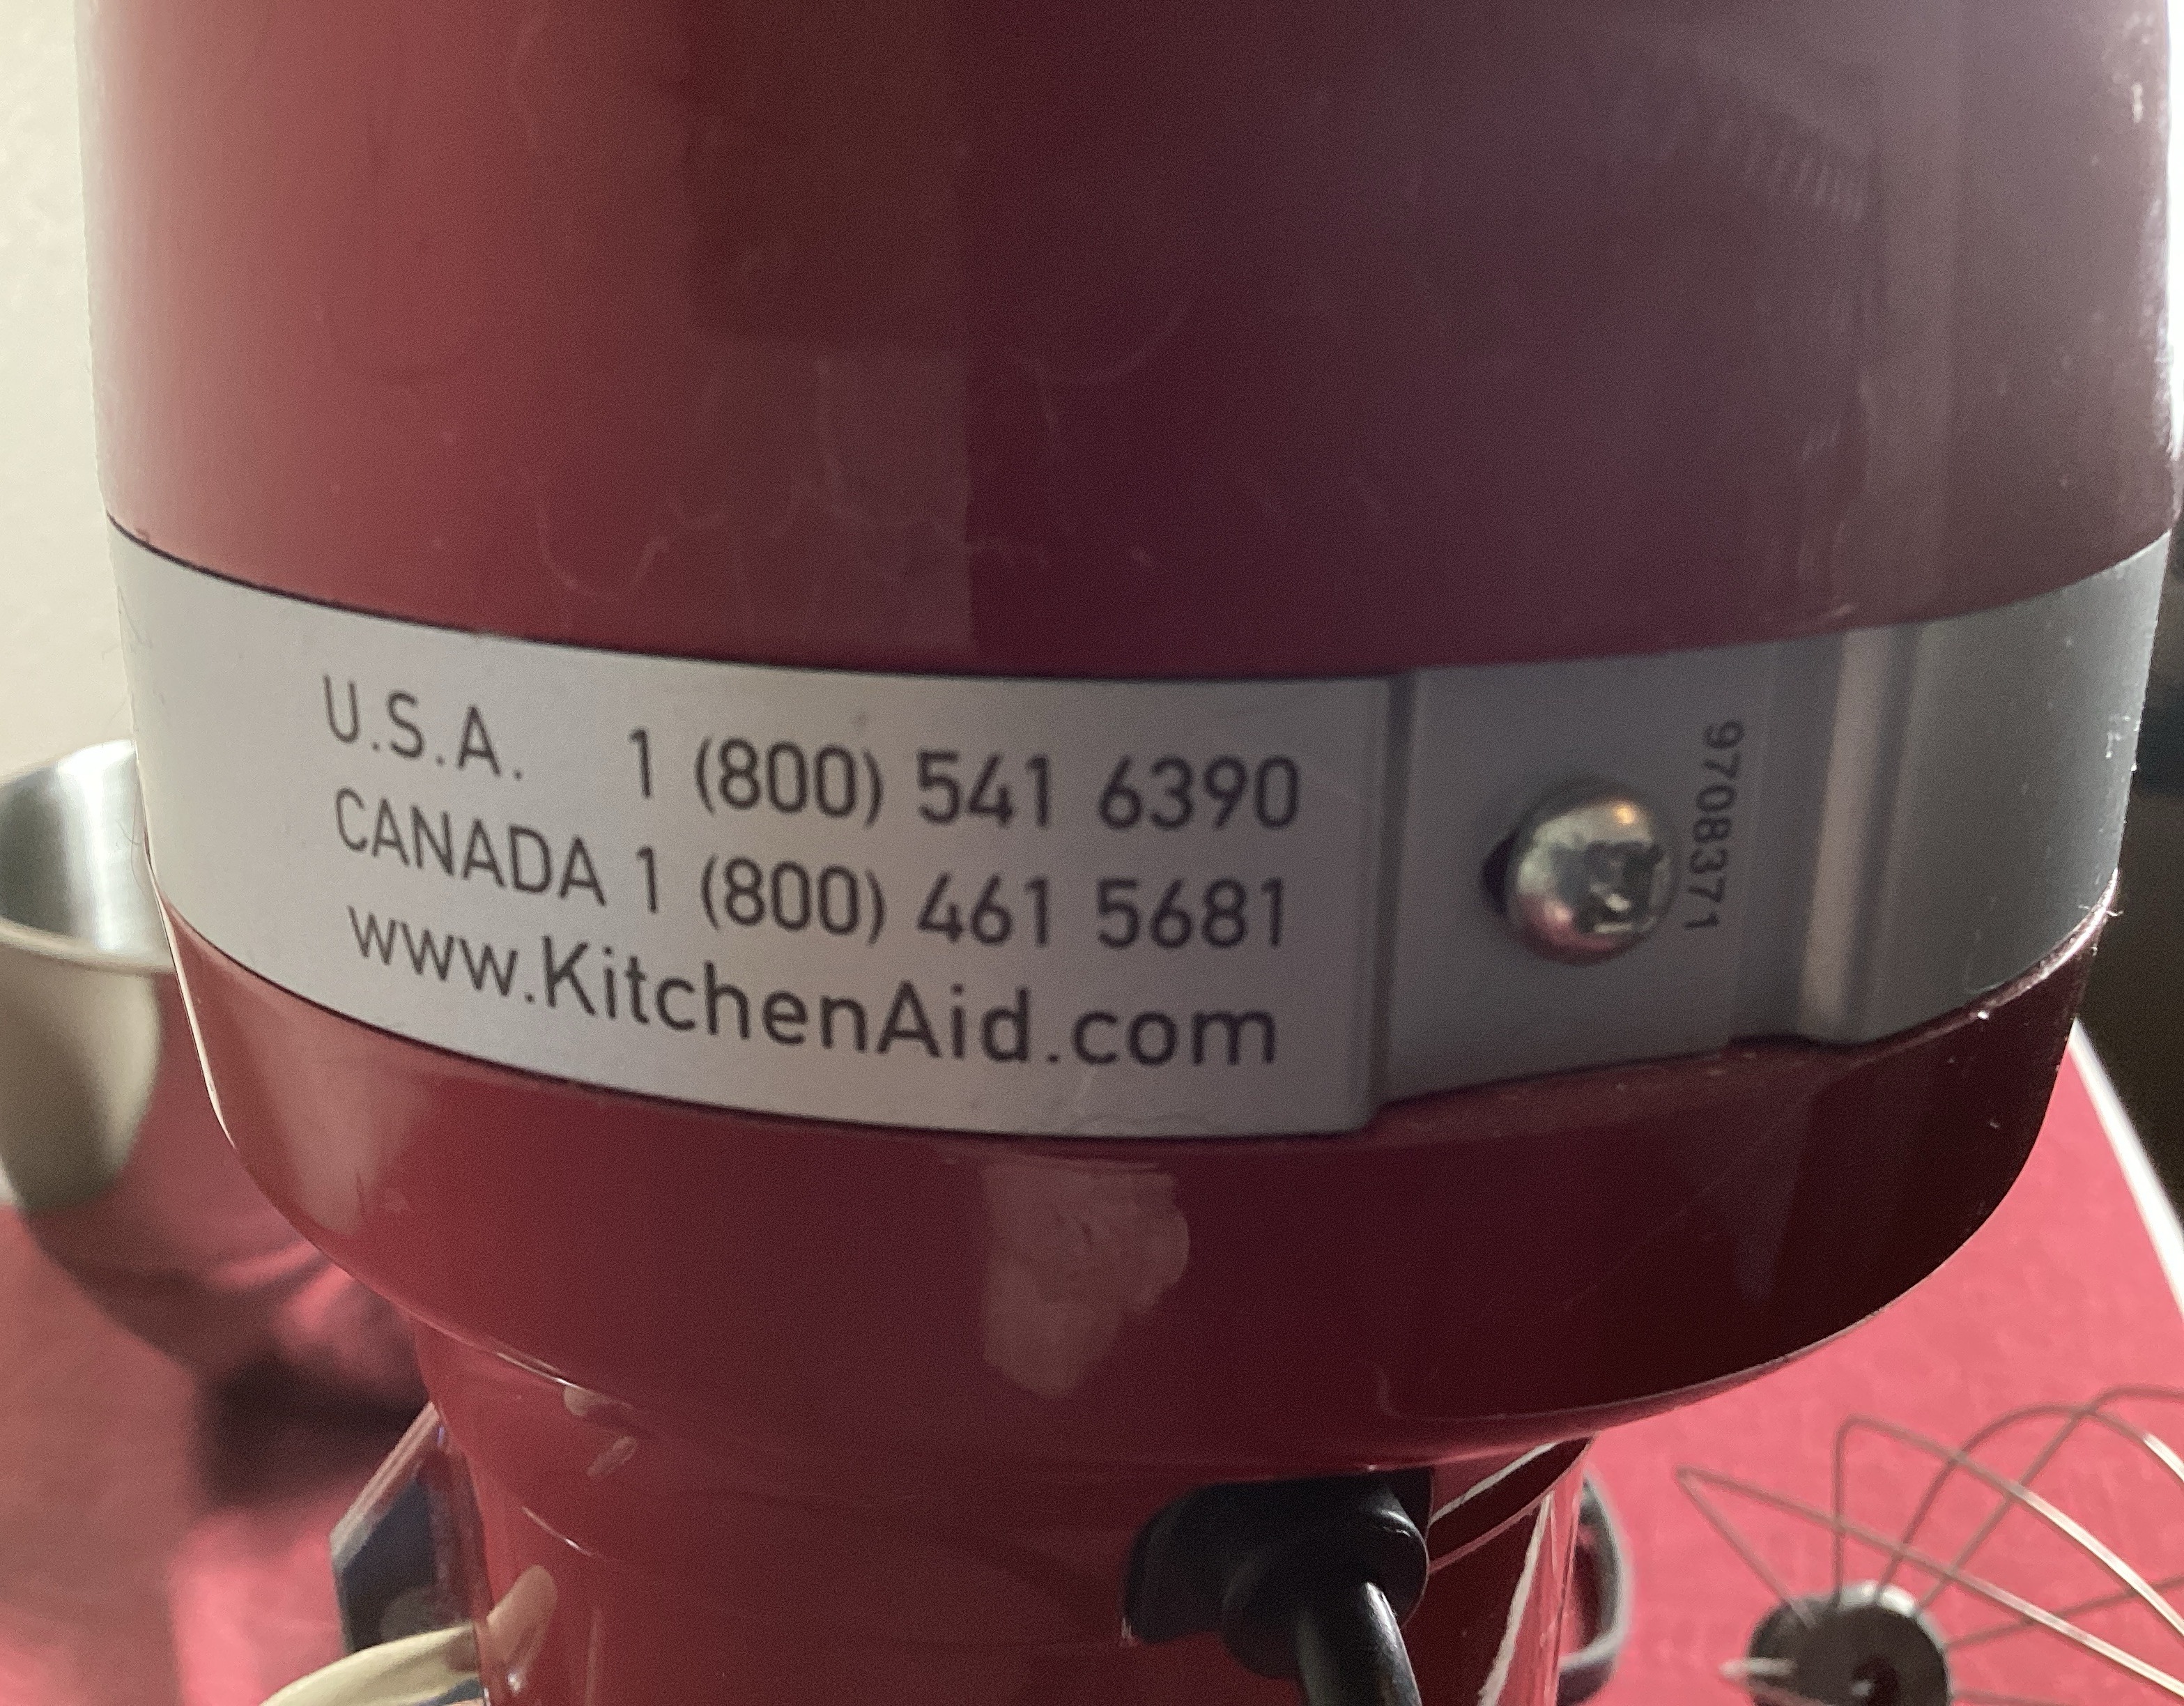 U.S.A. 1 (800) 541 6390
CANADA 1 (800) 461 5681
www.KitchenAid.com
9708371